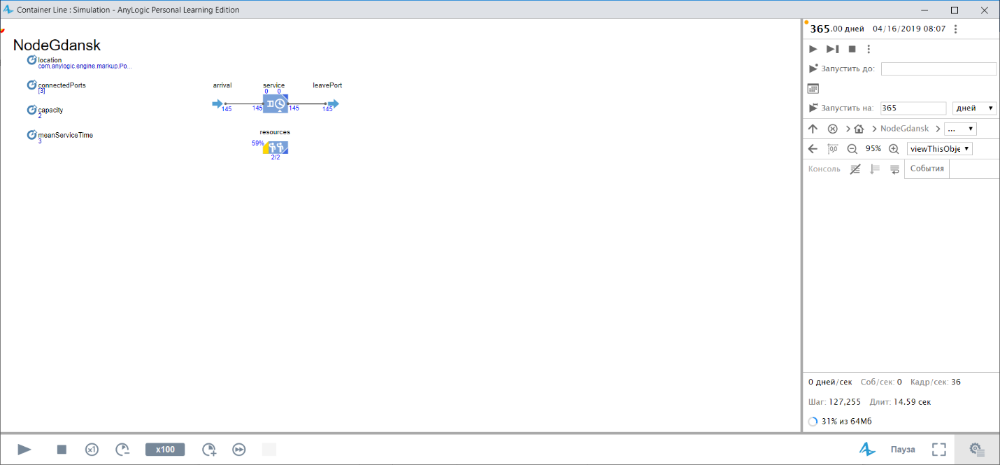 Container Line : Simulation - AnyLogic Personal Learning Edition
NodeGdansk
location
com.anylogic.engine.markup.Po...
connectedPorts
[3]
capacity
2
meanServiceTime
3
arrival
service
leavePort
0 0
145
145
145
145
resources
59%
2/2
365.00 дней 04/16/2019 08:07
Запустить до:
Запустить на: 365 дней
NodeGdansk ...
95% viewThisObje
Консоль События
0 дней/сек Соб/сек: 0 Кадр/сек: 36
Шаг: 127,255 Длит: 14.59 сек
31% из 64Мб
x1 x100 Пауза